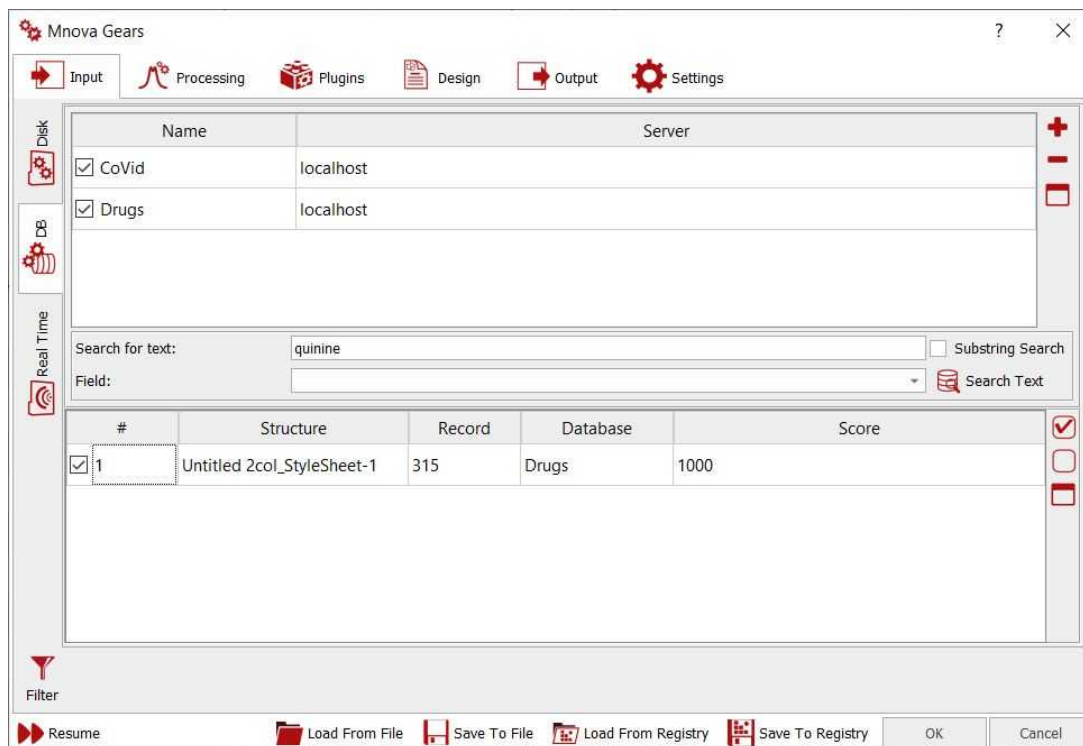 Mnova Gears ?
Input Processing Plugins Design Output Settings
Disk
DB
Real Time
Name Server
CoVid localhost
Drugs localhost
Search for text: quinine Substring Search
Field: Search Text
# Structure Record Database Score
1 Untitled 2col_StyleSheet-1 315 Drugs 1000
Filter
Resume Load From File Save To File Load From Registry Save To Registry OK Cancel